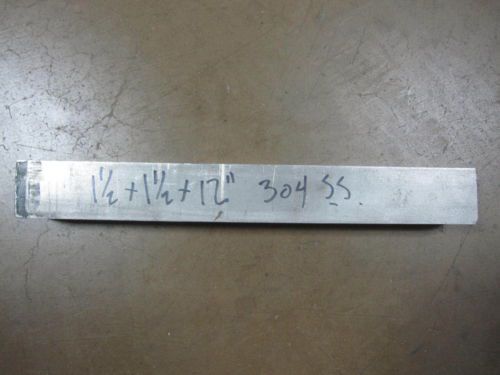 1½ + 1½ + 12" 304 SS.